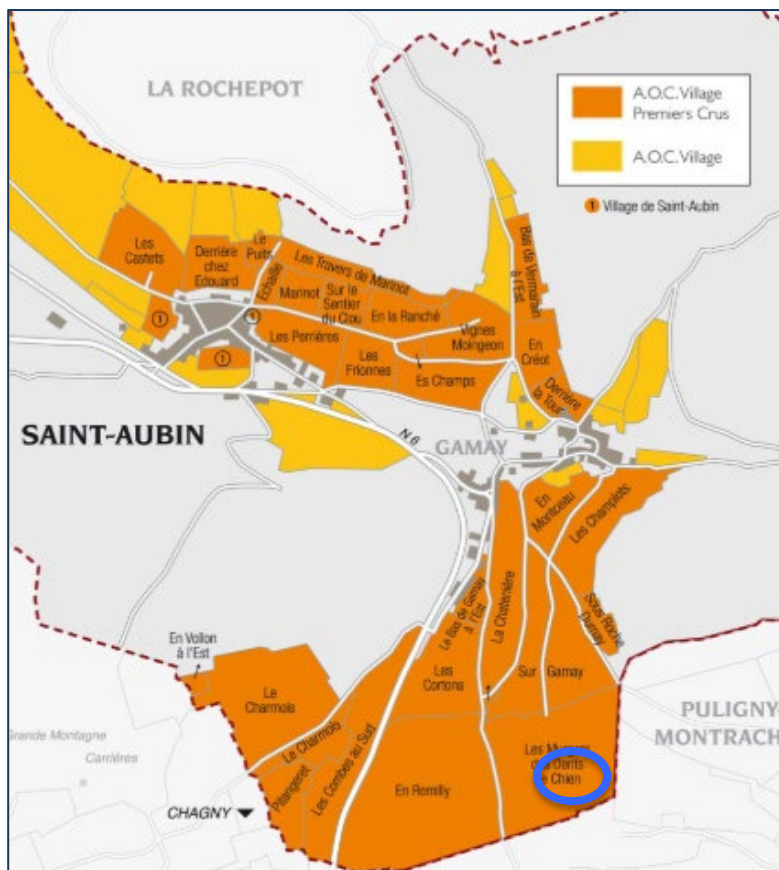 LA ROCHEPOT
A.O.C. Village
Premiers Crus
A.O.C. Village
1 Village de Saint-Aubin
Les
Castets
Derrière
chez
Edouard
Le
Puits
Echaille
Les Travers de Marinot
Marinot
Sur le
Sentier
du Clou
En la Ranché
Vignes
Moingeon
Bas de Vermarain
à l'Est
En
Créot
Derrière
la Tour
1
1
1
Les Perrières
Les
Frionnes
Es Champs
SAINT-AUBIN
N 6
GAMAY
En
Montceau
Les Champlots
Le Bas de Gamay
à l'Est
La Chatenière
Sous Roche
Dumay
En Vollon
à l'Est
Le
Charmois
Les
Cortons
Sur Gamay
PULIGNY-
MONTRACH
Grande Montagne
Carrières
Le Charmois
Pitangeret
Les Combes au Sud
En Remilly
Les Murgers
des Dents
de Chien
CHAGNY